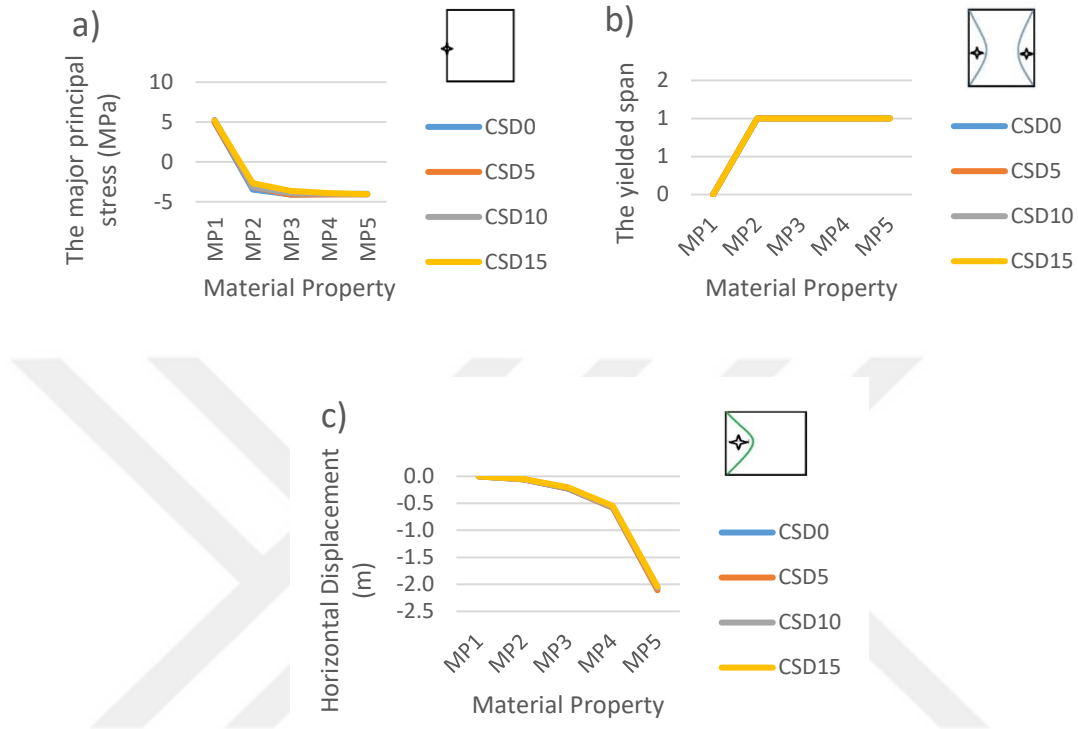 a)
The major principal
stress (MPa)
10
5
0
-5
MP1
MP2
MP3
MP4
MP5
Material Property
CSD0
CSD5
CSD10
CSD15
b)
The yielded span
2
1
1
0
MP1
MP2
MP3
MP4
MP5
Material Property
CSD0
CSD5
CSD10
CSD15
c)
Horizontal Displacement
(m)
0.0
-0.5
-1.0
-1.5
-2.0
-2.5
MP1
MP2
MP3
MP4
MP5
Material Property
CSD0
CSD5
CSD10
CSD15